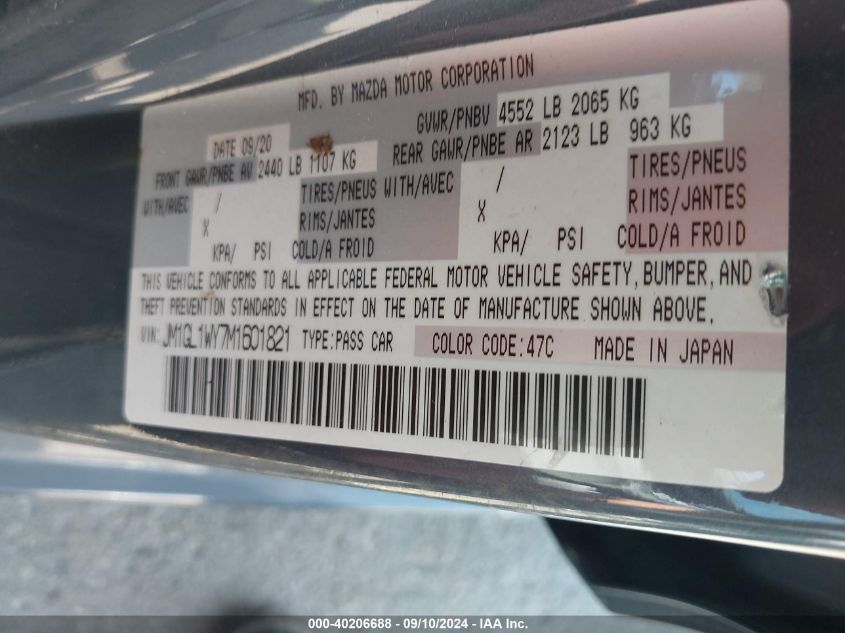 MFD. BY MAZDA MOTOR CORPORATION
DATE 09/20 GVWR/PNBV 4552 LB 2065 KG
FRONT GAWR/PNBE AV 2440 LB 1107 KG REAR GAWR/PNBE AR 2123 LB 963 KG
WITH/AVEC / TIRES/PNEUS WITH/AVEC / TIRES/PNEUS
X RIMS/JANTES X RIMS/JANTES
KPA/ PSI COLD/A FROID KPA/ PSI COLD/A FROID
THIS VEHICLE CONFORMS TO ALL APPLICABLE FEDERAL MOTOR VEHICLE SAFETY, BUMPER, AND
THEFT PREVENTION STANDARDS IN EFFECT ON THE DATE OF MANUFACTURE SHOWN ABOVE.
VIN: JM1GL1WY7M1601821 TYPE:PASS CAR COLOR CODE:47C MADE IN JAPAN
000-40206688 - 09/10/2024 - IAA Inc.